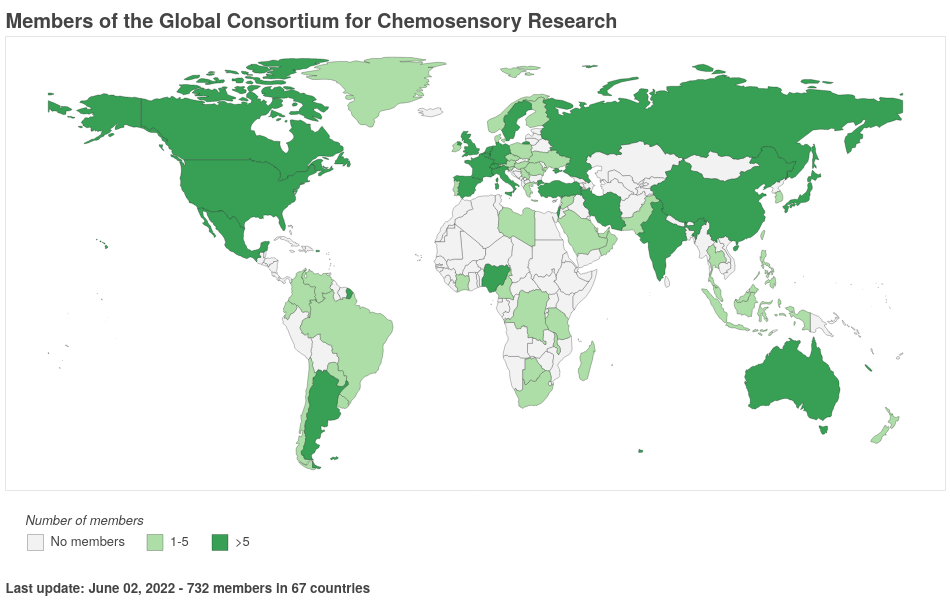 Members of the Global Consortium for Chemosensory Research
Number of members
No members 1-5 >5
Last update: June 02, 2022 - 732 members in 67 countries